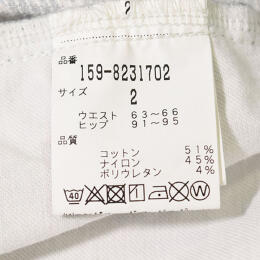 2
品番
159-8231702
サイズ
2
ウエスト 63〜66
ヒップ 91〜95
品質
コットン 51%
ナイロン 45%
ポリウレタン 4%
40 P W